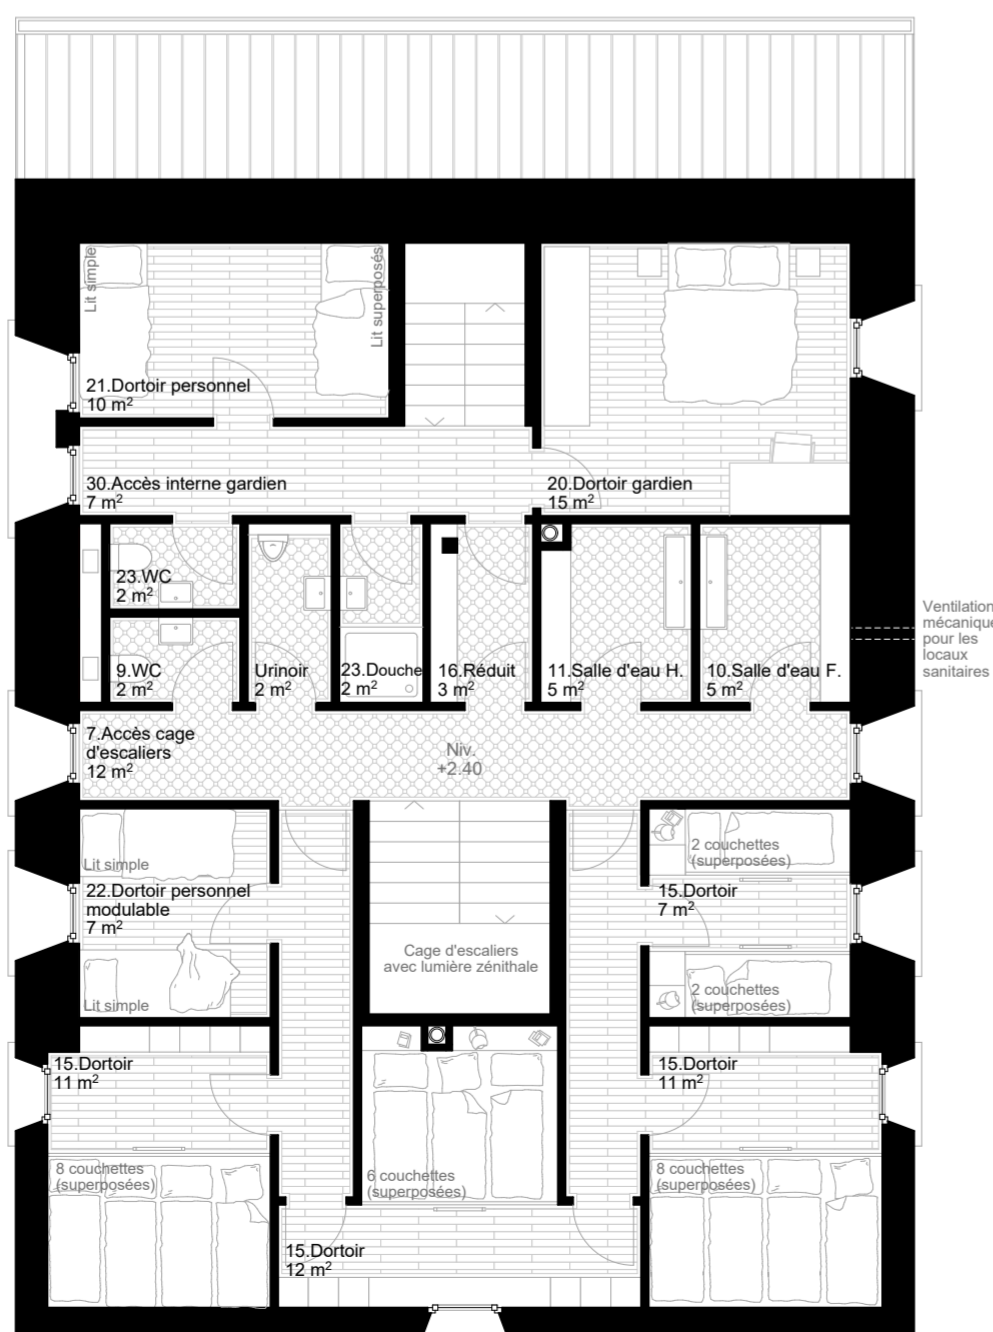 Lit simple
Lit superposés
21.Dortoir personnel
10 m²
30.Accès interne gardien
7 m²
20.Dortoir gardien
15 m²
23.WC
2 m²
9.WC
2 m²
Urinoir
2 m²
23.Douche
2 m²
16.Réduit
3 m²
11.Salle d'eau H.
5 m²
10.Salle d'eau F.
5 m²
Ventilation
mécanique
pour les
locaux
sanitaires
7.Accès cage
d'escaliers
12 m²
Niv.
+2.40
Lit simple
22.Dortoir personnel
modulable
7 m²
Lit simple
Cage d'escaliers
avec lumière zénithale
2 couchettes
(superposées)
15.Dortoir
7 m²
2 couchettes
(superposées)
15.Dortoir
11 m²
15.Dortoir
11 m²
8 couchettes
(superposées)
6 couchettes
(superposées)
8 couchettes
(superposées)
15.Dortoir
12 m²